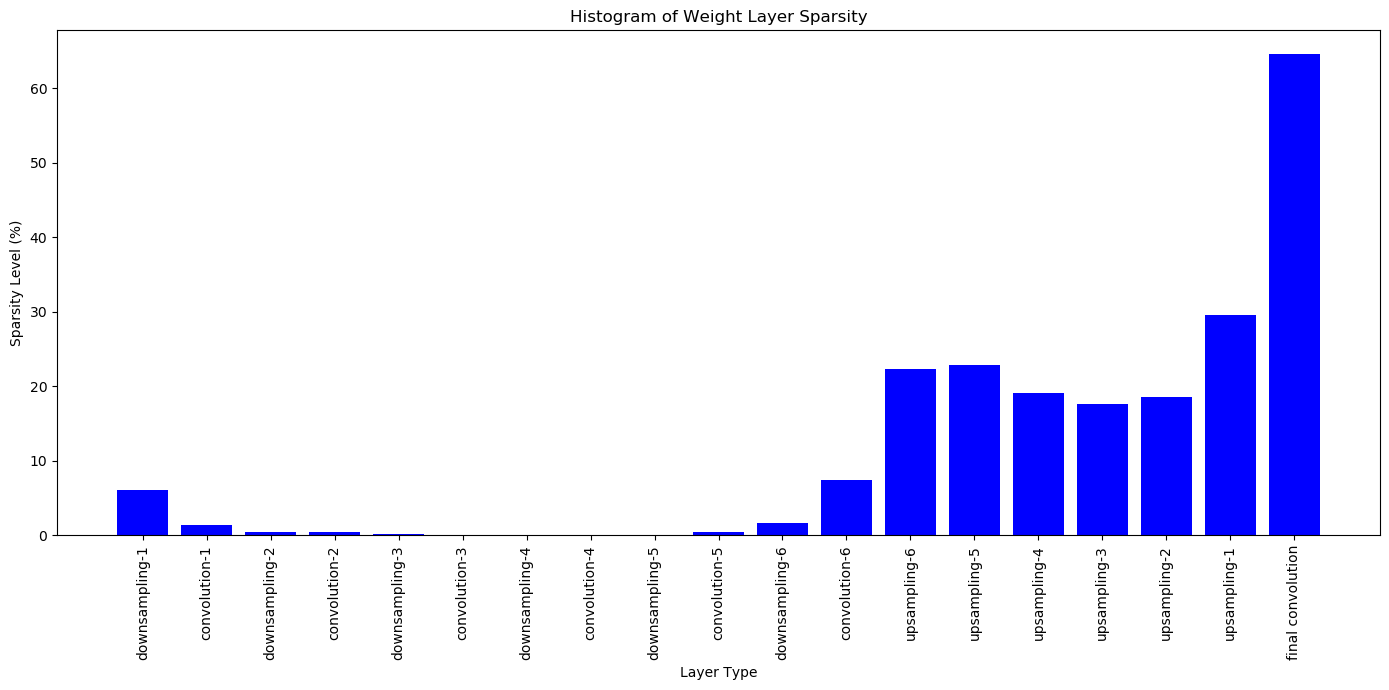 Histogram of Weight Layer Sparsity
Sparsity Level (%)
60
50
40
30
20
10
0
downsampling-1
convolution-1
downsampling-2
convolution-2
downsampling-3
convolution-3
downsampling-4
convolution-4
downsampling-5
convolution-5
downsampling-6
convolution-6
upsampling-6
upsampling-5
upsampling-4
upsampling-3
upsampling-2
upsampling-1
final convolution
Layer Type